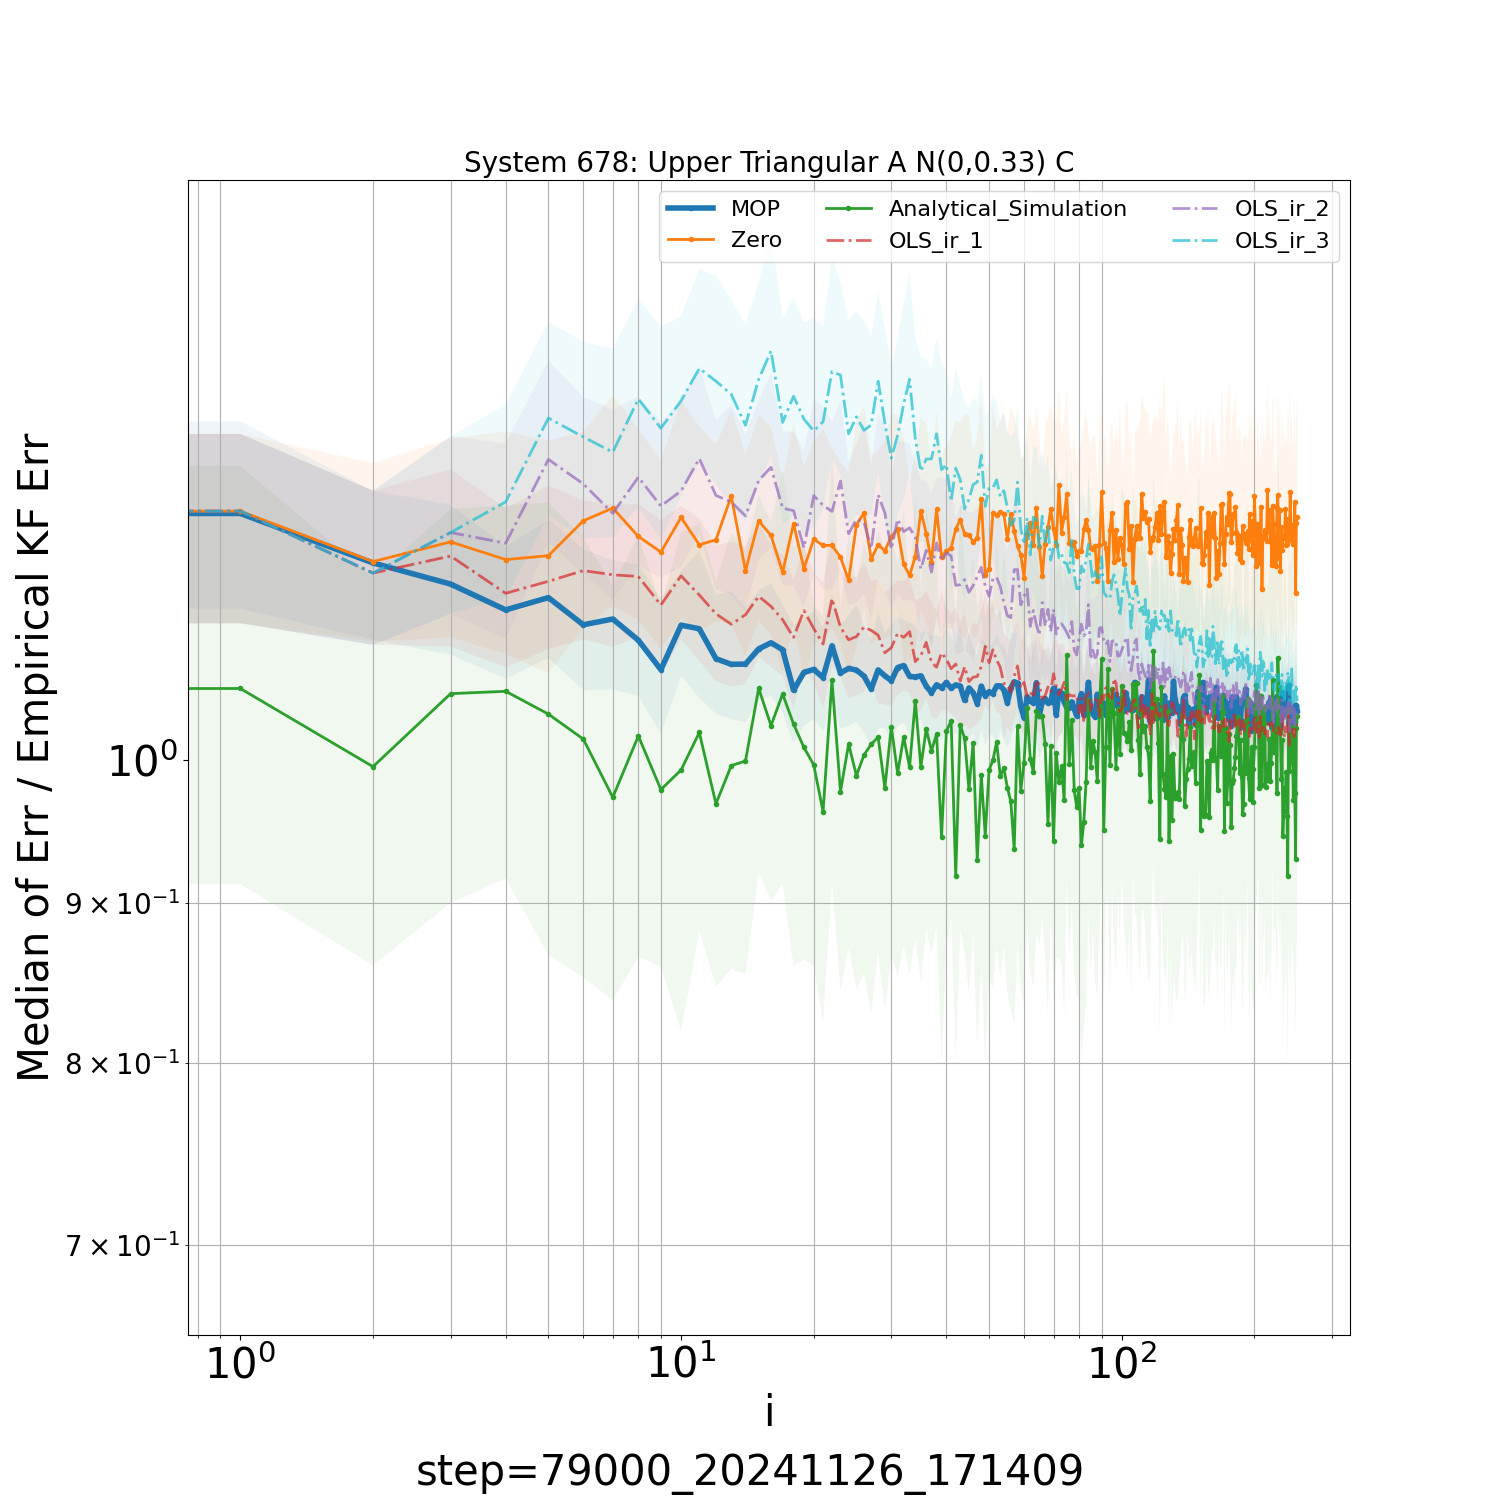 System 678: Upper Triangular A N(0,0.33) C
MOP
Zero
Analytical_Simulation
OLS_ir_1
OLS_ir_2
OLS_ir_3
Median of Err / Empirical KF Err
10⁰
9 × 10⁻¹
8 × 10⁻¹
7 × 10⁻¹
10⁰ 10¹ 10²
i
step=79000_20241126_171409